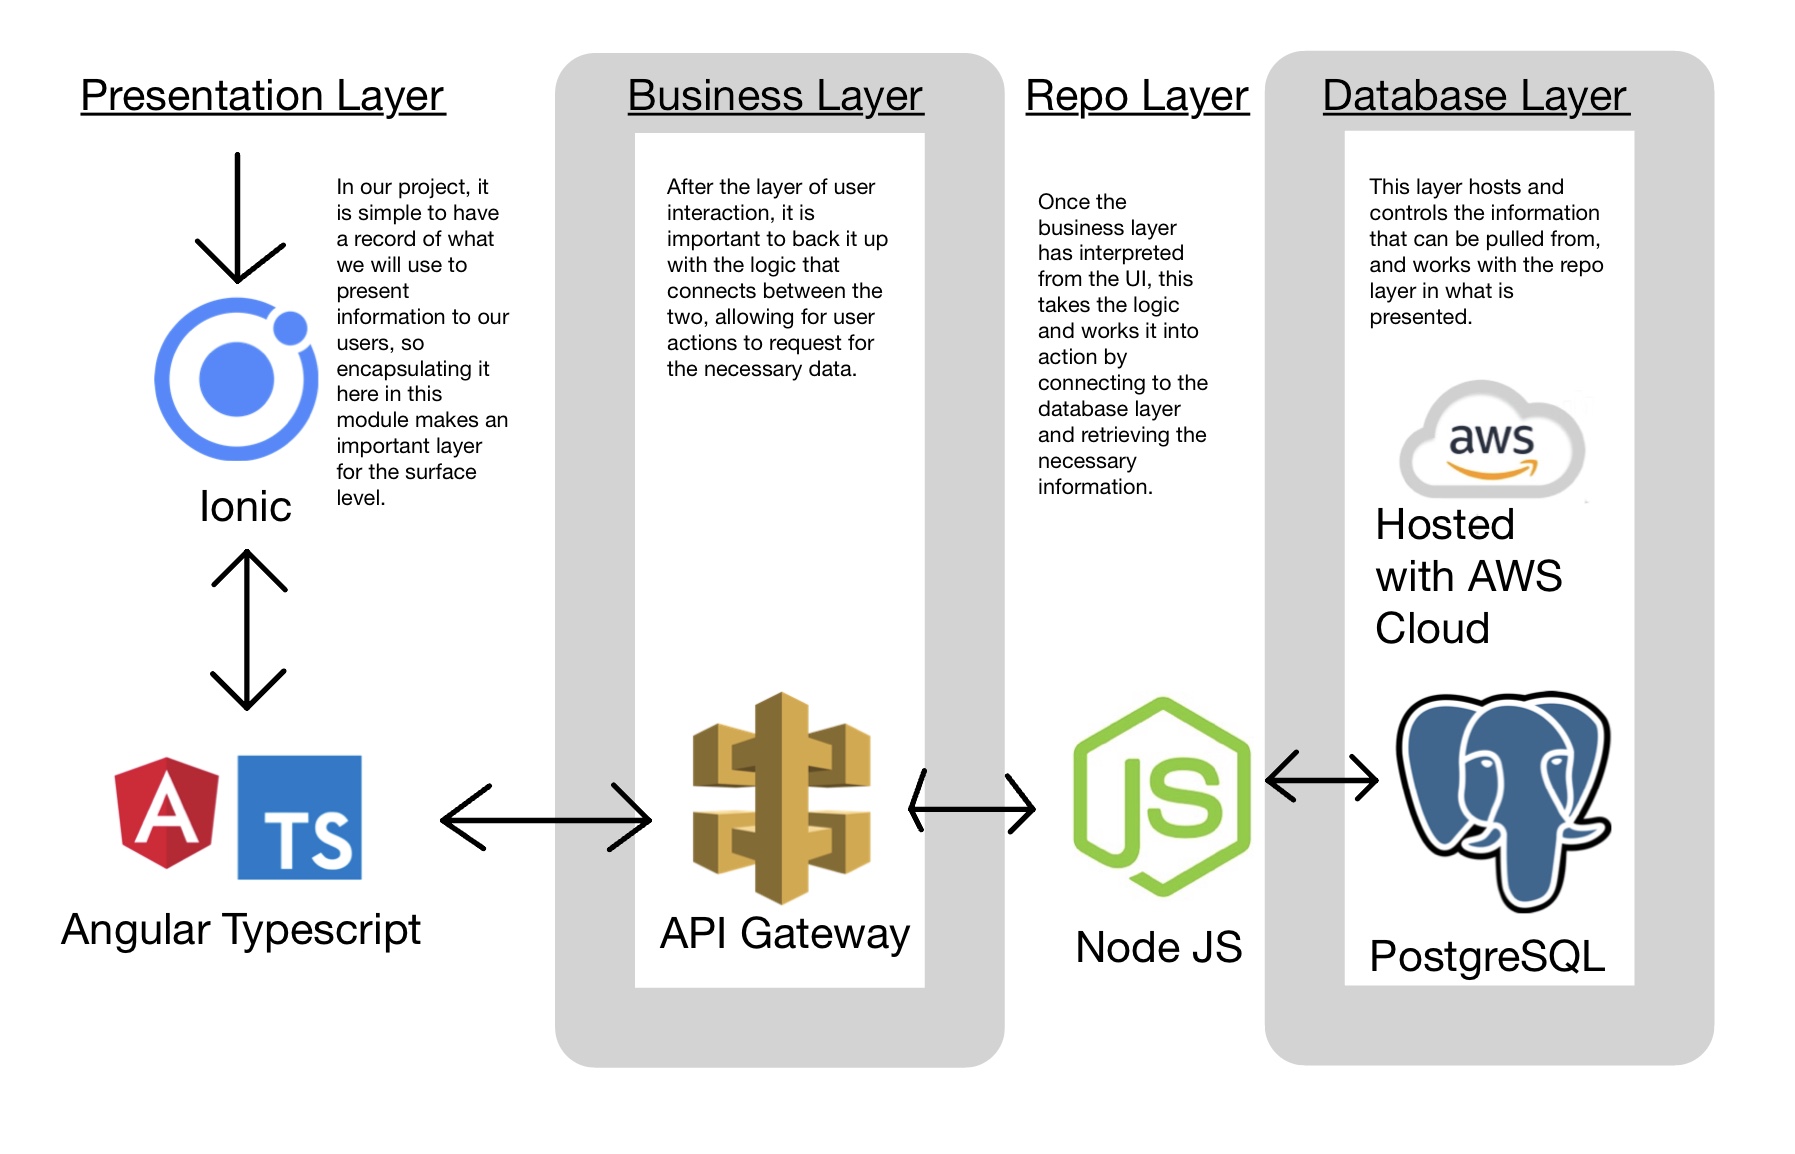 Presentation Layer
In our project, it
is simple to have
a record of what
we will use to
present
information to our
users, so
encapsulating it
here in this
module makes an
important layer
for the surface
level.
Ionic
A
TS
Angular Typescript
Business Layer
After the layer of user
interaction, it is
important to back it up
with the logic that
connects between the
two, allowing for user
actions to request for
the necessary data.
API Gateway
Repo Layer
Once the
business layer
has interpreted
from the UI, this
takes the logic
and works it into
action by
connecting to the
database layer
and retrieving the
necessary
information.
JS
Node JS
Database Layer
This layer hosts and
controls the information
that can be pulled from,
and works with the repo
layer in what is
presented.
aws
Hosted
with AWS
Cloud
PostgreSQL